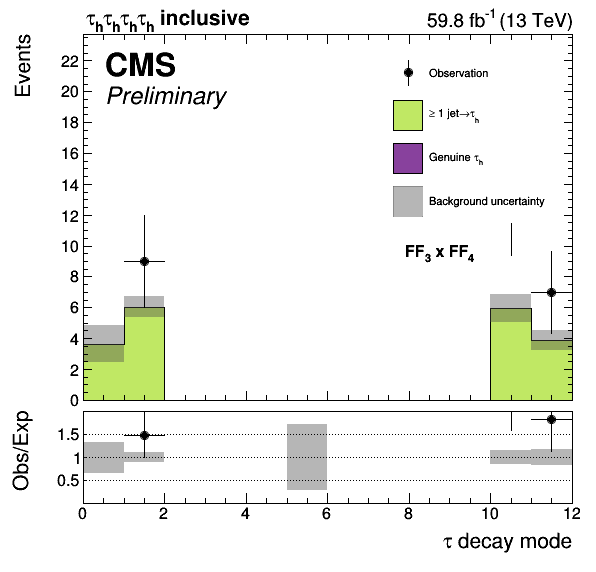 τhτhτhτh inclusive
59.8 fb⁻¹ (13 TeV)
CMS
Preliminary
Events
22
20
18
16
14
12
10
8
6
4
2
0
Observation
≥ 1 jet→τh
Genuine τh
Background uncertainty
FF₃ x FF₄
Obs/Exp
1.5
1
0.5
0 2 4 6 8 10 12
τ decay mode